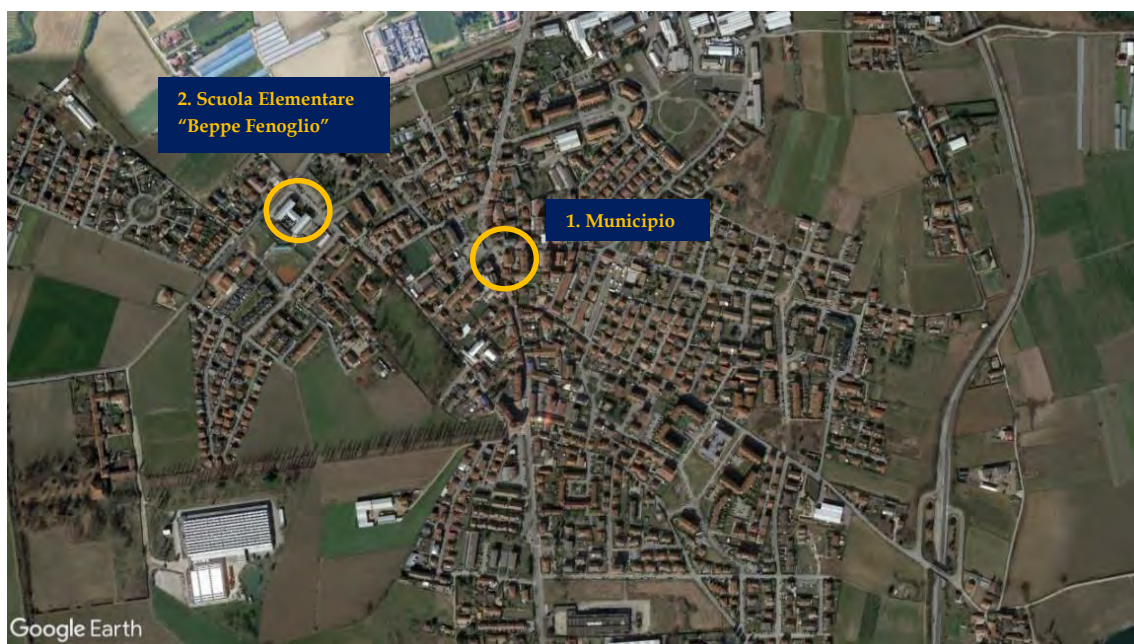 2. Scuola Elementare
“Beppe Fenoglio”
1. Municipio
Google Earth